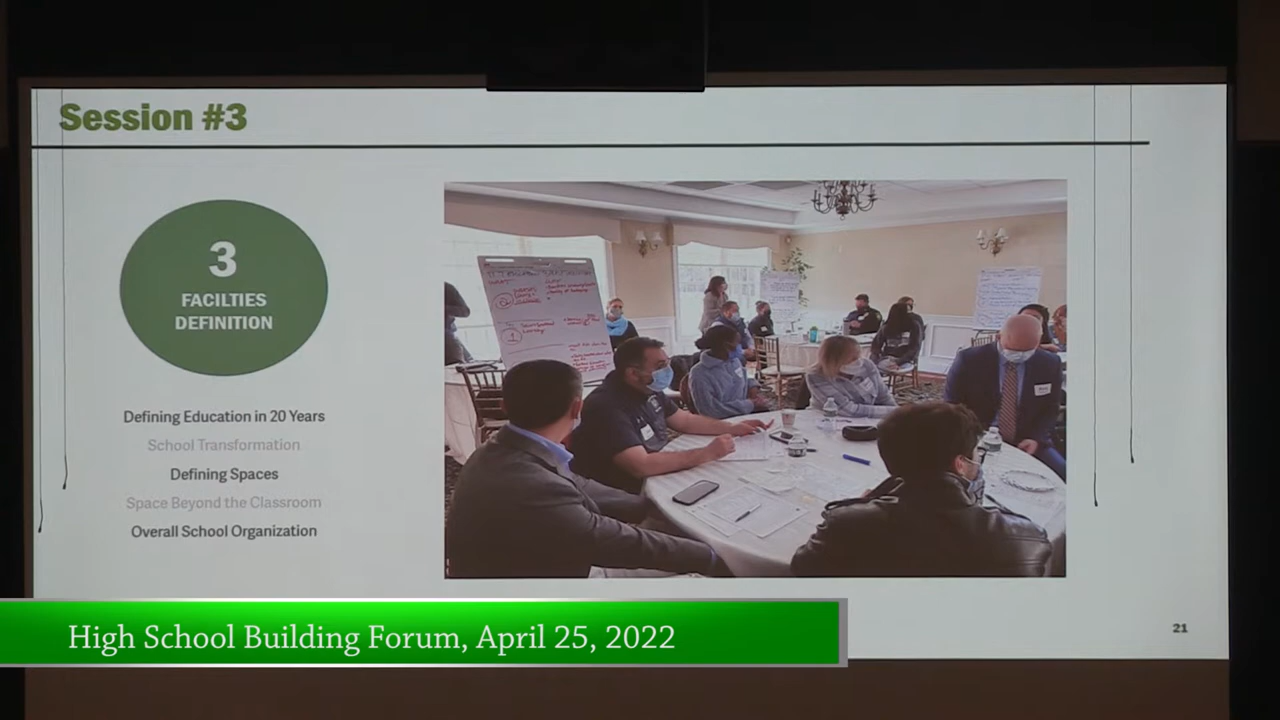 Session #3
3
FACILTIES
DEFINITION
Defining Education in 20 Years
School Transformation
Defining Spaces
Space Beyond the Classroom
Overall School Organization
21
High School Building Forum, April 25, 2022